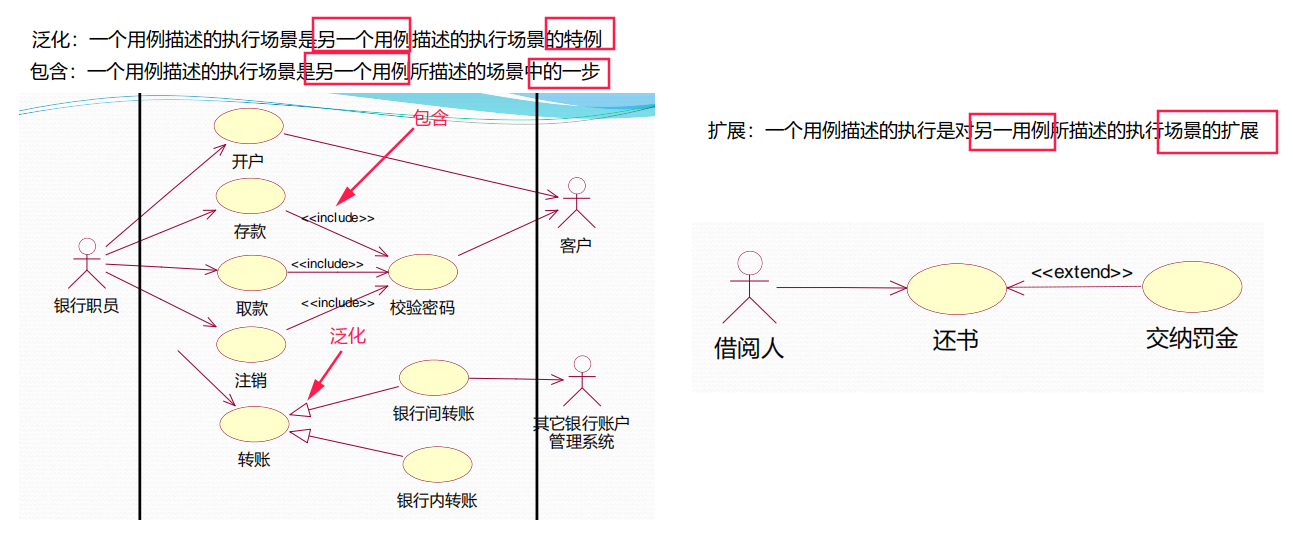 泛化：一个用例描述的执行场景是另一个用例描述的执行场景的特例
包含：一个用例描述的执行场景是另一个用例所描述的场景中的一步
包含
开户
<<include>>
存款
客户
<<include>>
银行职员
取款
<<include>>
校验密码
泛化
注销
银行间转账
其它银行账户
管理系统
转账
银行内转账
扩展：一个用例描述的执行是对另一用例所描述的执行场景的扩展
<<extend>>
借阅人
还书
交纳罚金